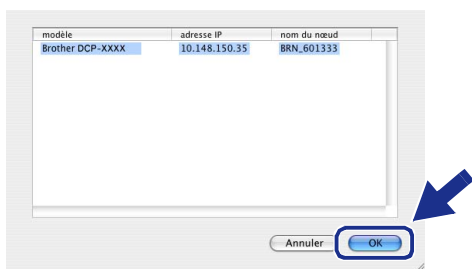 modèle adresse IP nom du nœud
Brother DCP-XXXX 10.148.150.35 BRN_601333
Annuler OK